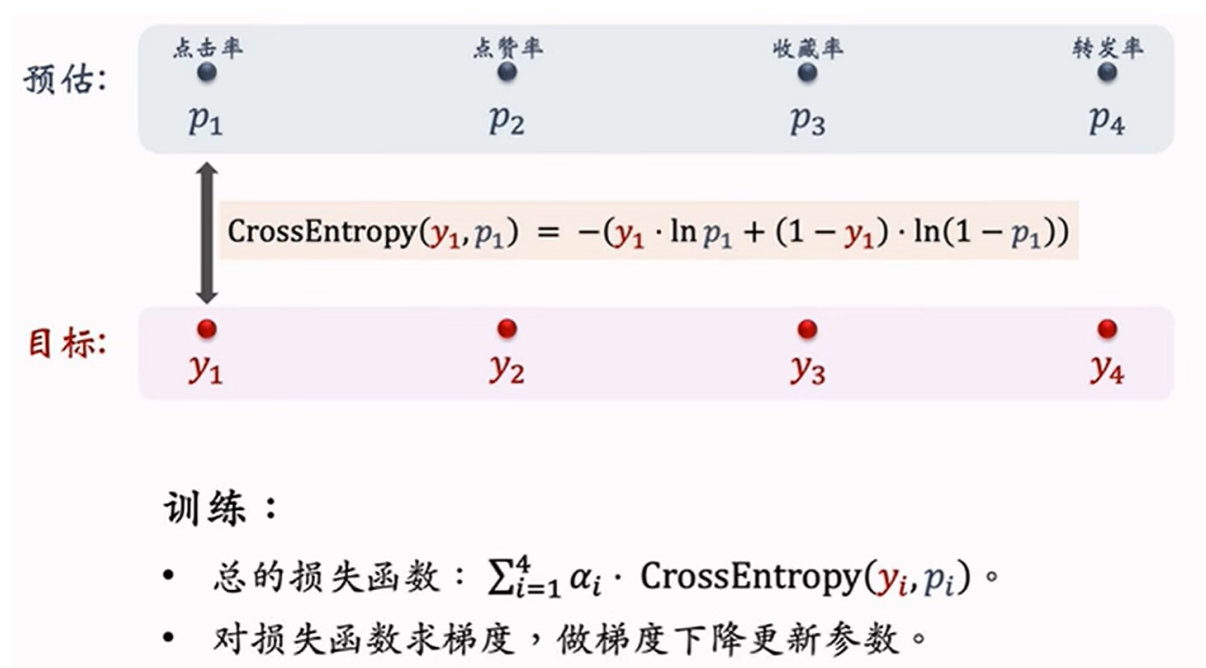 点击率 点赞率 收藏率 转发率
预估:
p₁ p₂ p₃ p₄
CrossEntropy(y₁, p₁) = −(y₁ · ln p₁ + (1 − y₁) · ln(1 − p₁))
目标:
y₁ y₂ y₃ y₄
训练：
• 总的损失函数：∑⁴ᵢ₌₁ αᵢ · CrossEntropy(yᵢ, pᵢ)。
• 对损失函数求梯度，做梯度下降更新参数。